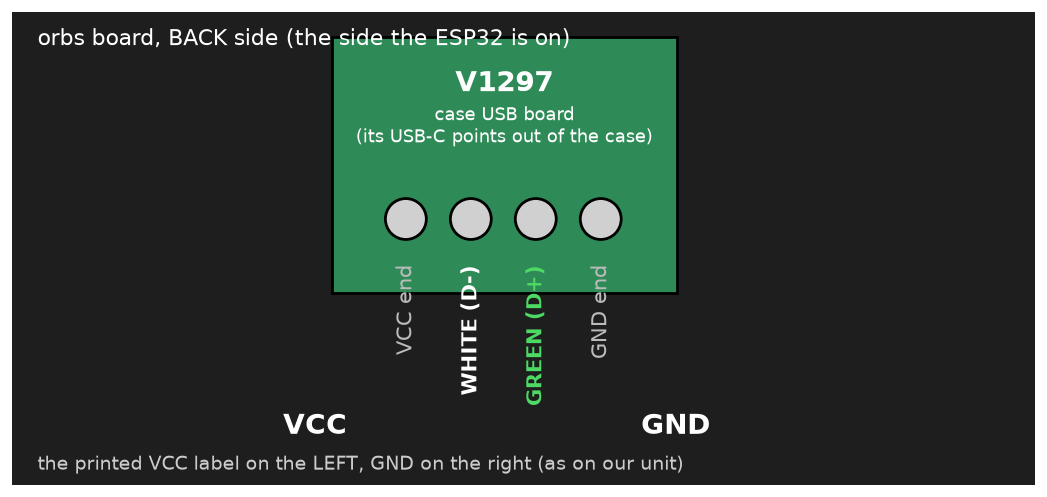 orbs board, BACK side (the side the ESP32 is on)
V1297
case USB board
(its USB-C points out of the case)
VCC end
WHITE (D-)
GREEN (D+)
GND end
VCC
GND
the printed VCC label on the LEFT, GND on the right (as on our unit)